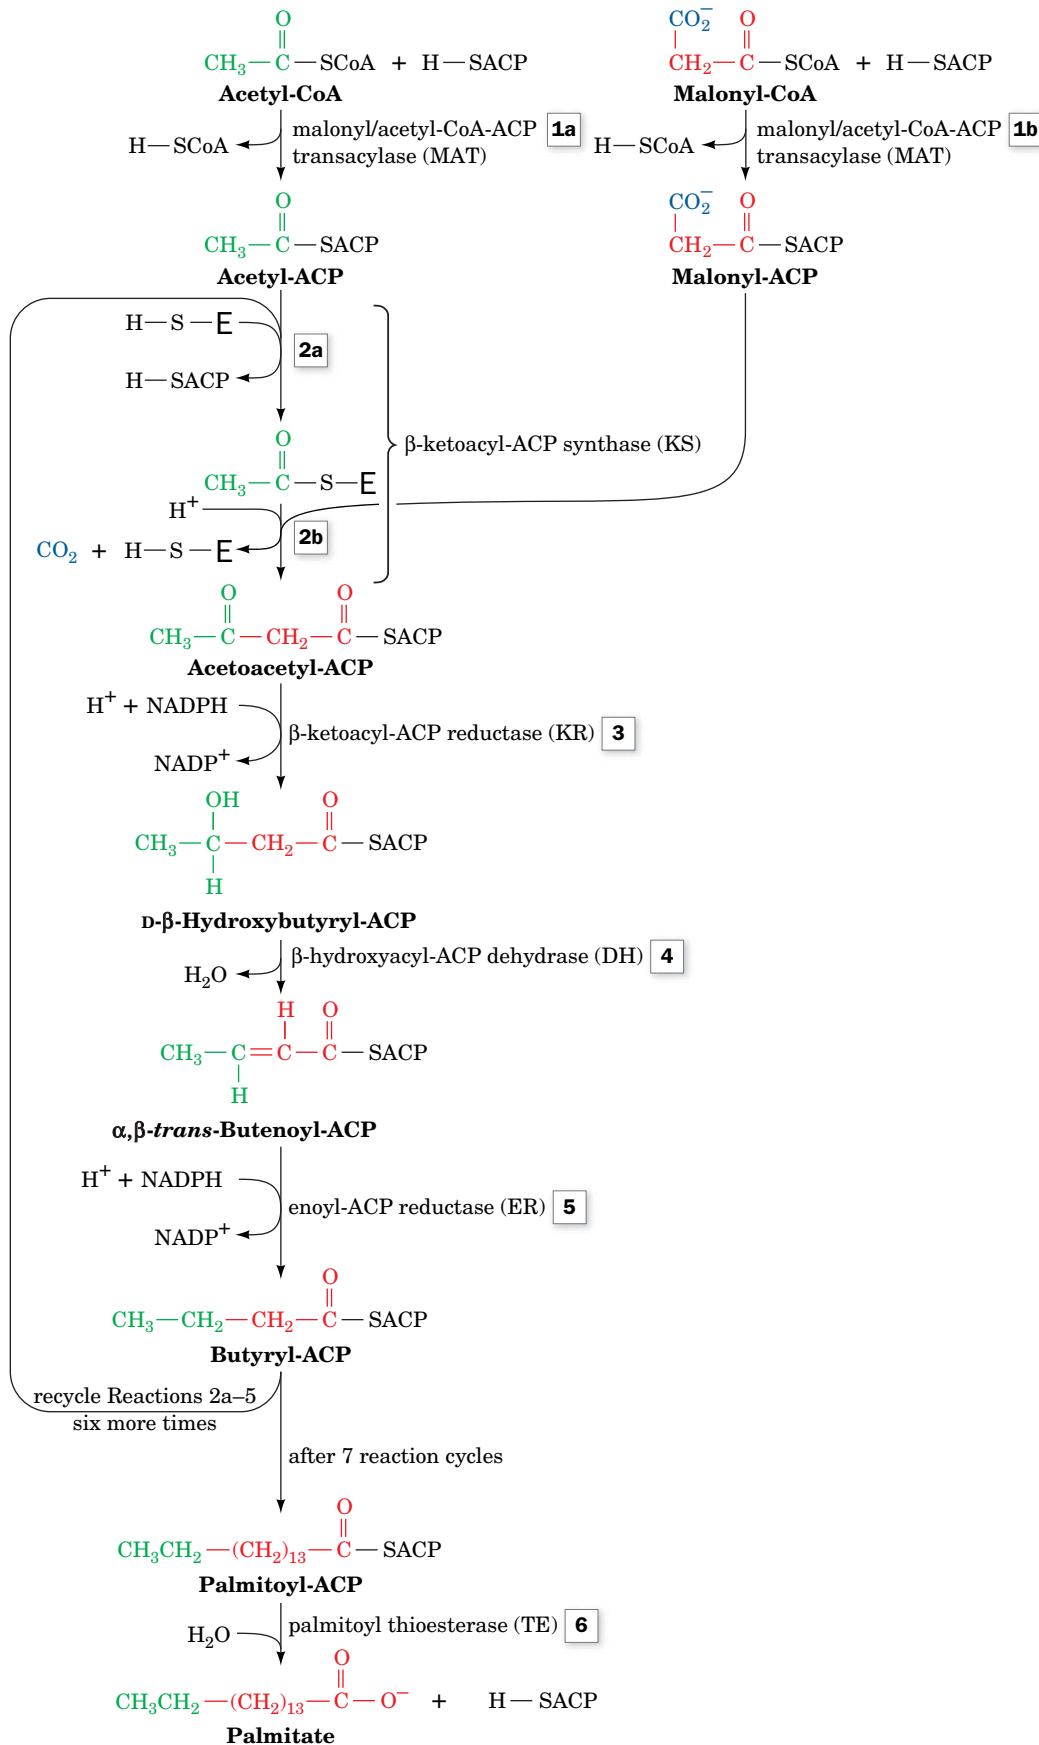 O
CH₃—C—SCoA + H—SACP
Acetyl-CoA
CO₂⁻ O
CH₂—C—SCoA + H—SACP
Malonyl-CoA
H—SCoA
malonyl/acetyl-CoA-ACP
transacylase (MAT)
1a
H—SCoA
malonyl/acetyl-CoA-ACP
transacylase (MAT)
1b
O
CH₃—C—SACP
Acetyl-ACP
CO₂⁻ O
CH₂—C—SACP
Malonyl-ACP
H—S—E
2a
H—SACP
β-ketoacyl-ACP synthase (KS)
O
CH₃—C—S—E
H⁺
2b
CO₂ + H—S—E
O O
CH₃—C—CH₂—C—SACP
Acetoacetyl-ACP
H⁺ + NADPH
β-ketoacyl-ACP reductase (KR) 3
NADP⁺
OH O
CH₃—C—CH₂—C—SACP
H
D-β-Hydroxybutyryl-ACP
β-hydroxyacyl-ACP dehydrase (DH) 4
H₂O
H O
CH₃—C=C—C—SACP
H
α,β-trans-Butenoyl-ACP
H⁺ + NADPH
enoyl-ACP reductase (ER) 5
NADP⁺
O
CH₃—CH₂—CH₂—C—SACP
Butyryl-ACP
recycle Reactions 2a–5
six more times
after 7 reaction cycles
O
CH₃CH₂—(CH₂)₁₃—C—SACP
Palmitoyl-ACP
palmitoyl thioesterase (TE) 6
H₂O
O
CH₃CH₂—(CH₂)₁₃—C—O⁻ + H—SACP
Palmitate